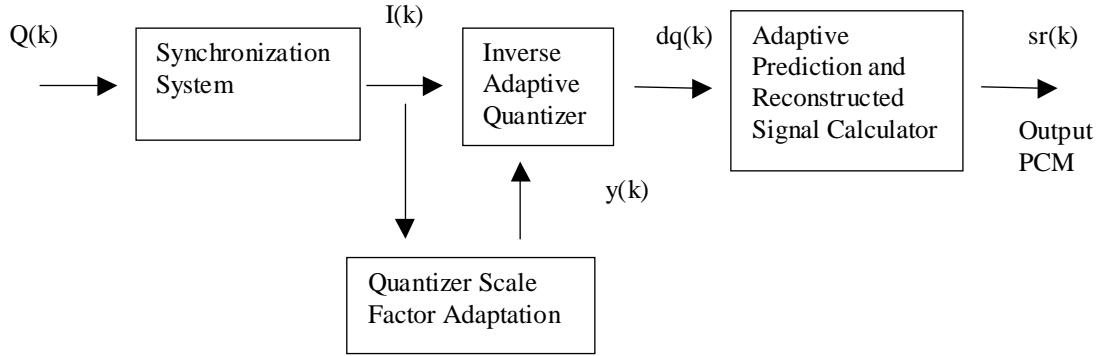 Q(k)
Synchronization
System
I(k)
Inverse
Adaptive
Quantizer
dq(k)
Adaptive
Prediction and
Reconstructed
Signal Calculator
sr(k)
Output
PCM
y(k)
Quantizer Scale
Factor Adaptation